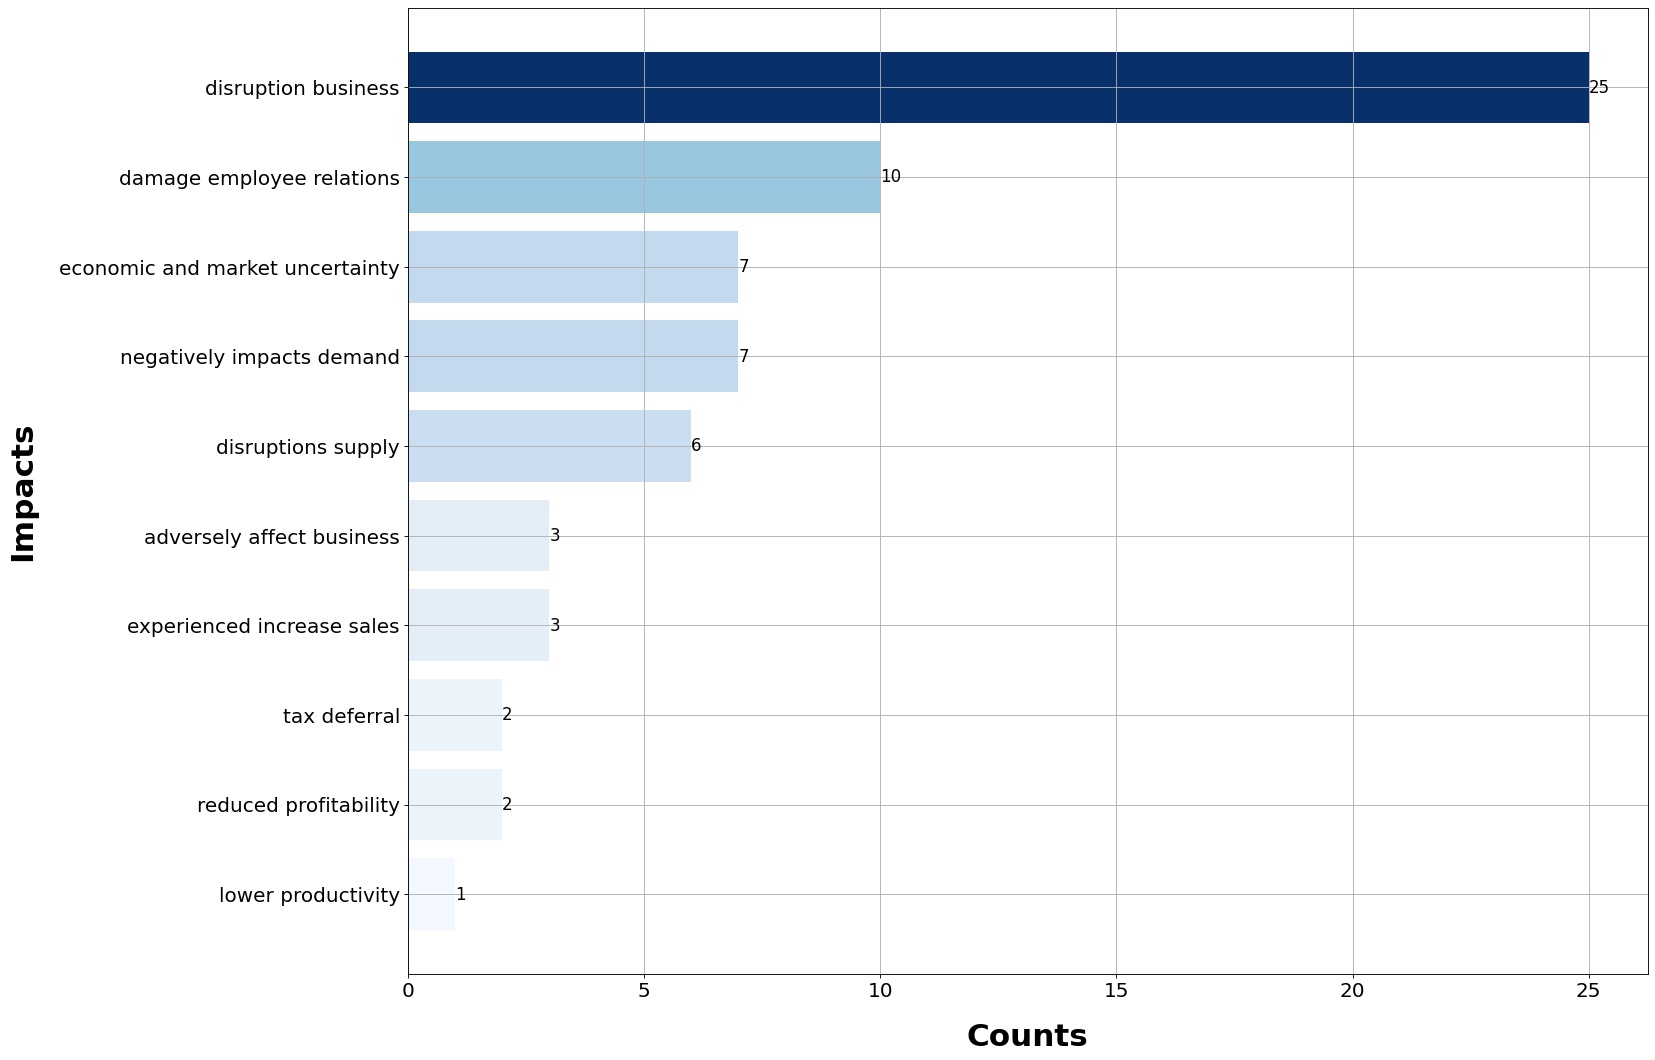 disruption business
25
damage employee relations
10
economic and market uncertainty
7
negatively impacts demand
7
disruptions supply
6
adversely affect business
3
experienced increase sales
3
tax deferral
2
reduced profitability
2
lower productivity
1
Impacts
0 5 10 15 20 25
Counts